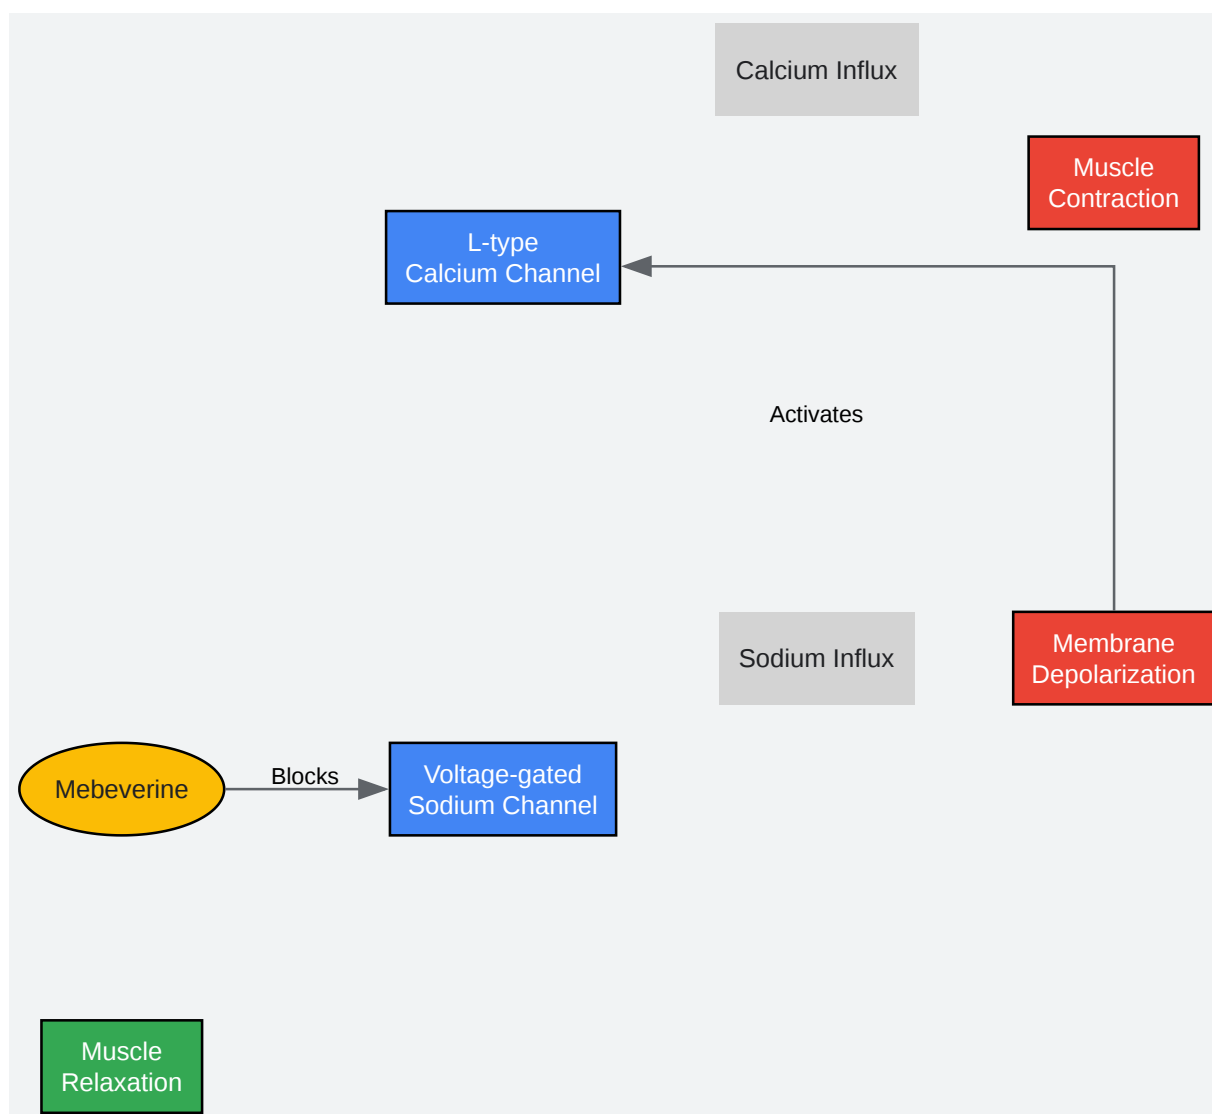 Calcium Influx
Muscle
Contraction
L-type
Calcium Channel
Activates
Sodium Influx
Membrane
Depolarization
Mebeverine
Blocks
Voltage-gated
Sodium Channel
Muscle
Relaxation